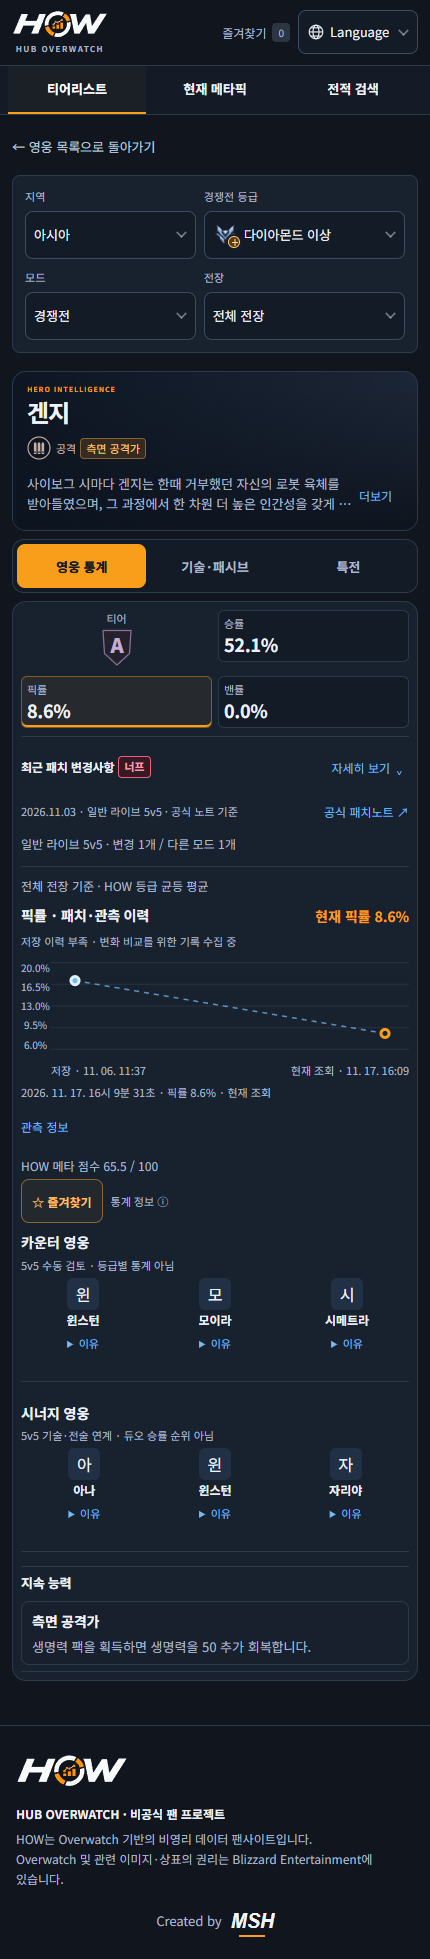 HOW
HUB OVERWATCH
즐겨찾기 0
Language
티어리스트 현재 메타픽 전적 검색
← 영웅 목록으로 돌아가기
지역 경쟁전 등급
아시아 다이아몬드 이상
모드 전장
경쟁전 전체 전장
HERO INTELLIGENCE
겐지
공격 측면 공격가
사이보그 시마다 겐지는 한때 거부했던 자신의 로봇 육체를
받아들였으며, 그 과정에서 한 차원 더 높은 인간성을 갖게 … 더보기
영웅 통계 기술·패시브 특전
티어
A
승률
52.1%
픽률
8.6%
밴률
0.0%
최근 패치 변경사항 너프 자세히 보기
2026.11.03 · 일반 라이브 5v5 · 공식 노트 기준 공식 패치노트 ↗
일반 라이브 5v5 · 변경 1개 / 다른 모드 1개
전체 전장 기준 · HOW 등급 균등 평균
픽률 · 패치·관측 이력 현재 픽률 8.6%
저장 이력 부족 · 변화 비교를 위한 기록 수집 중
20.0%
16.5%
13.0%
9.5%
6.0%
저장 · 11. 06. 11:37 현재 조회 · 11. 17. 16:09
2026. 11. 17. 16시 9분 31초 · 픽률 8.6% · 현재 조회
관측 정보
HOW 메타 점수 65.5 / 100
☆ 즐겨찾기 통계 정보 ⓘ
카운터 영웅
5v5 수동 검토 · 등급별 통계 아님
윈 모 시
윈스턴 모이라 시메트라
▶ 이유 ▶ 이유 ▶ 이유
시너지 영웅
5v5 기술·전술 연계 · 듀오 승률 순위 아님
아 윈 자
아나 윈스턴 자리야
▶ 이유 ▶ 이유 ▶ 이유
지속 능력
측면 공격가
생명력 팩을 획득하면 생명력을 50 추가 회복합니다.
HOW
HUB OVERWATCH · 비공식 팬 프로젝트
HOW는 Overwatch 기반의 비영리 데이터 팬사이트입니다.
Overwatch 및 관련 이미지·상표의 권리는 Blizzard Entertainment에
있습니다.
Created by MSH